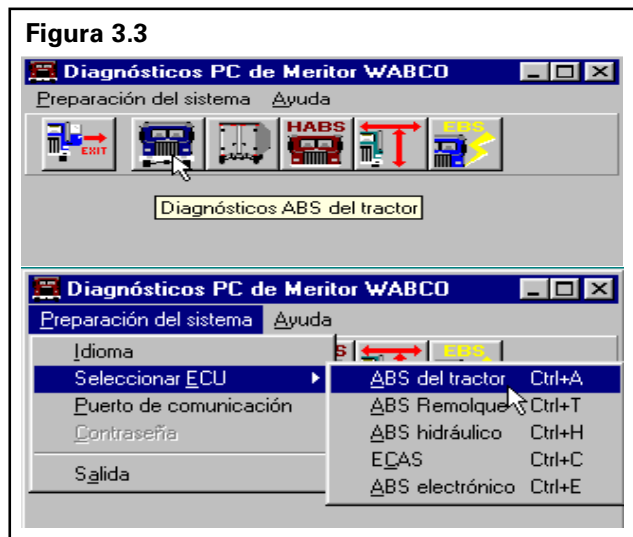 Figura 3.3
Diagnósticos PC de Meritor WABCO
Preparación del sistema Ayuda
EXIT HABS EBS
Diagnósticos ABS del tractor
Diagnósticos PC de Meritor WABCO
Preparación del sistema Ayuda
S EBS
Idioma
Seleccionar ECU ABS del tractor Ctrl+A
Puerto de comunicación ABS Remolque Ctrl+T
Contraseña ABS hidráulico Ctrl+H
ECAS Ctrl+C
Salida ABS electrónico Ctrl+E